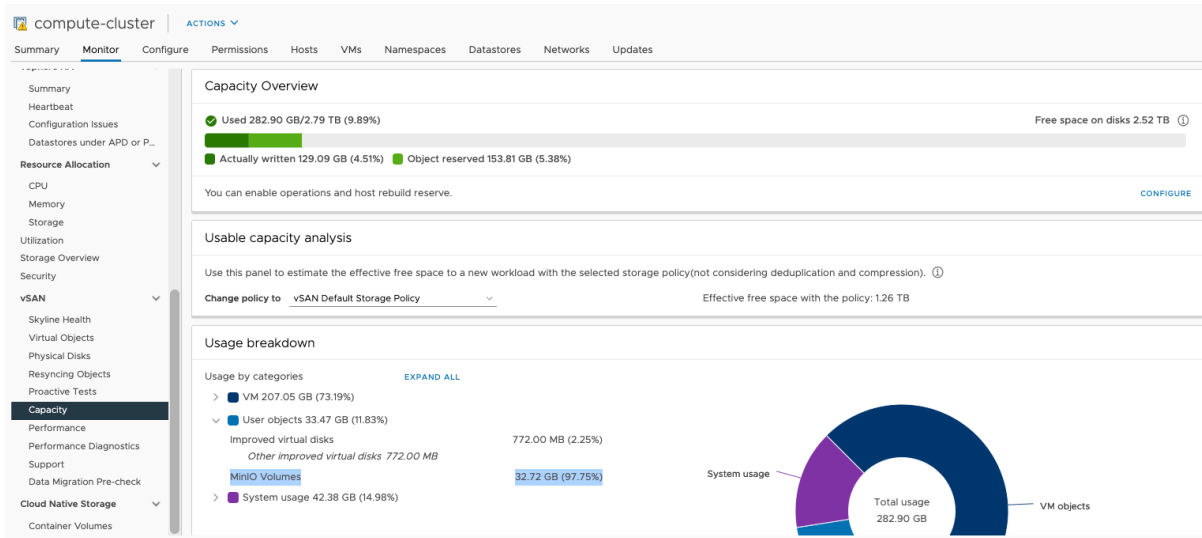 compute-cluster ACTIONS
Summary Monitor Configure Permissions Hosts VMs Namespaces Datastores Networks Updates
Summary
Heartbeat
Configuration Issues
Datastores under APD or P...
Resource Allocation
CPU
Memory
Storage
Utilization
Storage Overview
Security
vSAN
Skyline Health
Virtual Objects
Physical Disks
Resyncing Objects
Proactive Tests
Capacity
Performance
Performance Diagnostics
Support
Data Migration Pre-check
Cloud Native Storage
Container Volumes
Capacity Overview
Used 282.90 GB/2.79 TB (9.89%) Free space on disks 2.52 TB
Actually written 129.09 GB (4.51%) Object reserved 153.81 GB (5.38%)
You can enable operations and host rebuild reserve. CONFIGURE
Usable capacity analysis
Use this panel to estimate the effective free space to a new workload with the selected storage policy(not considering deduplication and compression).
Change policy to vSAN Default Storage Policy Effective free space with the policy: 1.26 TB
Usage breakdown
Usage by categories EXPAND ALL
VM 207.05 GB (73.19%)
User objects 33.47 GB (11.83%)
Improved virtual disks 772.00 MB (2.25%)
Other improved virtual disks 772.00 MB
MinIO Volumes 32.72 GB (97.75%)
System usage 42.38 GB (14.98%)
System usage
Total usage
282.90 GB
VM objects